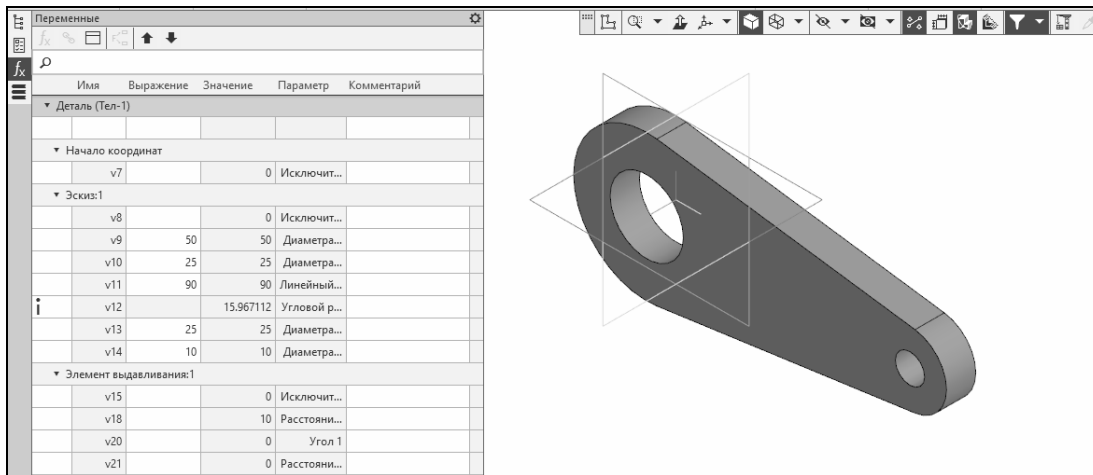 Переменные
Имя Выражение Значение Параметр Комментарий
Деталь (Тел-1)
Начало координат
v7 0 Исключит...
Эскиз:1
v8 0 Исключит...
v9 50 50 Диаметра...
v10 25 25 Диаметра...
v11 90 90 Линейный...
v12 15.967112 Угловой р...
v13 25 25 Диаметра...
v14 10 10 Диаметра...
Элемент выдавливания:1
v15 0 Исключит...
v18 10 Расстояни...
v20 0 Угол 1
v21 0 Расстояни...